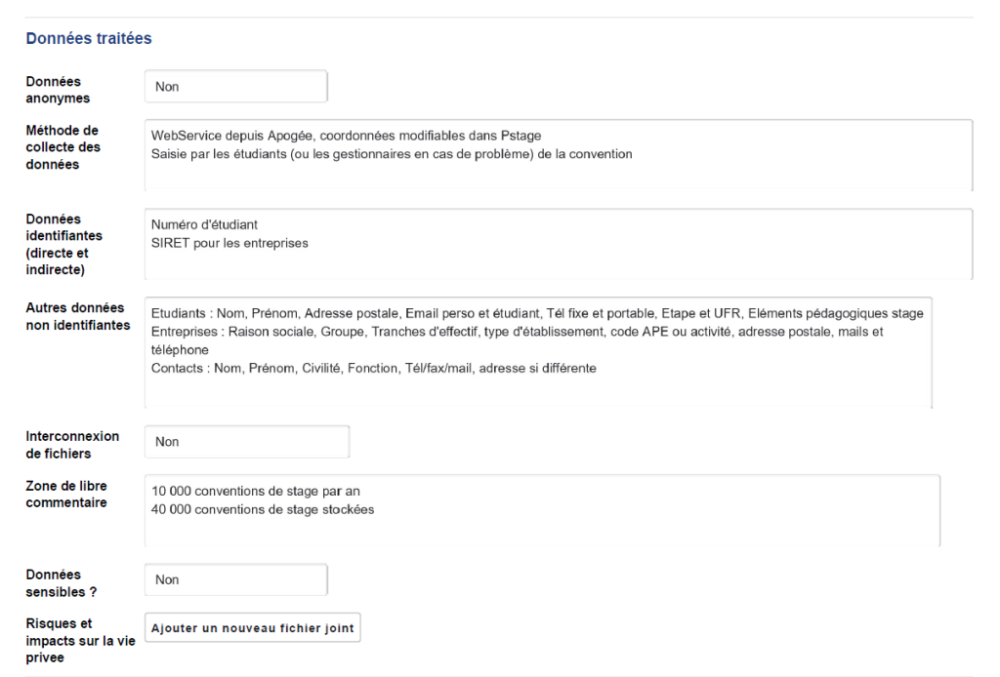 Données traitées
Données
anonymes
Non
Méthode de
collecte des
données
WebService depuis Apogée, coordonnées modifiables dans Pstage
Saisie par les étudiants (ou les gestionnaires en cas de problème) de la convention
Données
identifiantes
(directe et
indirecte)
Numéro d'étudiant
SIRET pour les entreprises
Autres données
non identifiantes
Etudiants : Nom, Prénom, Adresse postale, Email perso et étudiant, Tél fixe et portable, Etape et UFR, Eléments pédagogiques stage
Entreprises : Raison sociale, Groupe, Tranches d'effectif, type d'établissement, code APE ou activité, adresse postale, mails et
téléphone
Contacts : Nom, Prénom, Civilité, Fonction, Tél/fax/mail, adresse si différente
Interconnexion
de fichiers
Non
Zone de libre
commentaire
10 000 conventions de stage par an
40 000 conventions de stage stockées
Données
sensibles ?
Non
Risques et
impacts sur la vie
privee
Ajouter un nouveau fichier joint